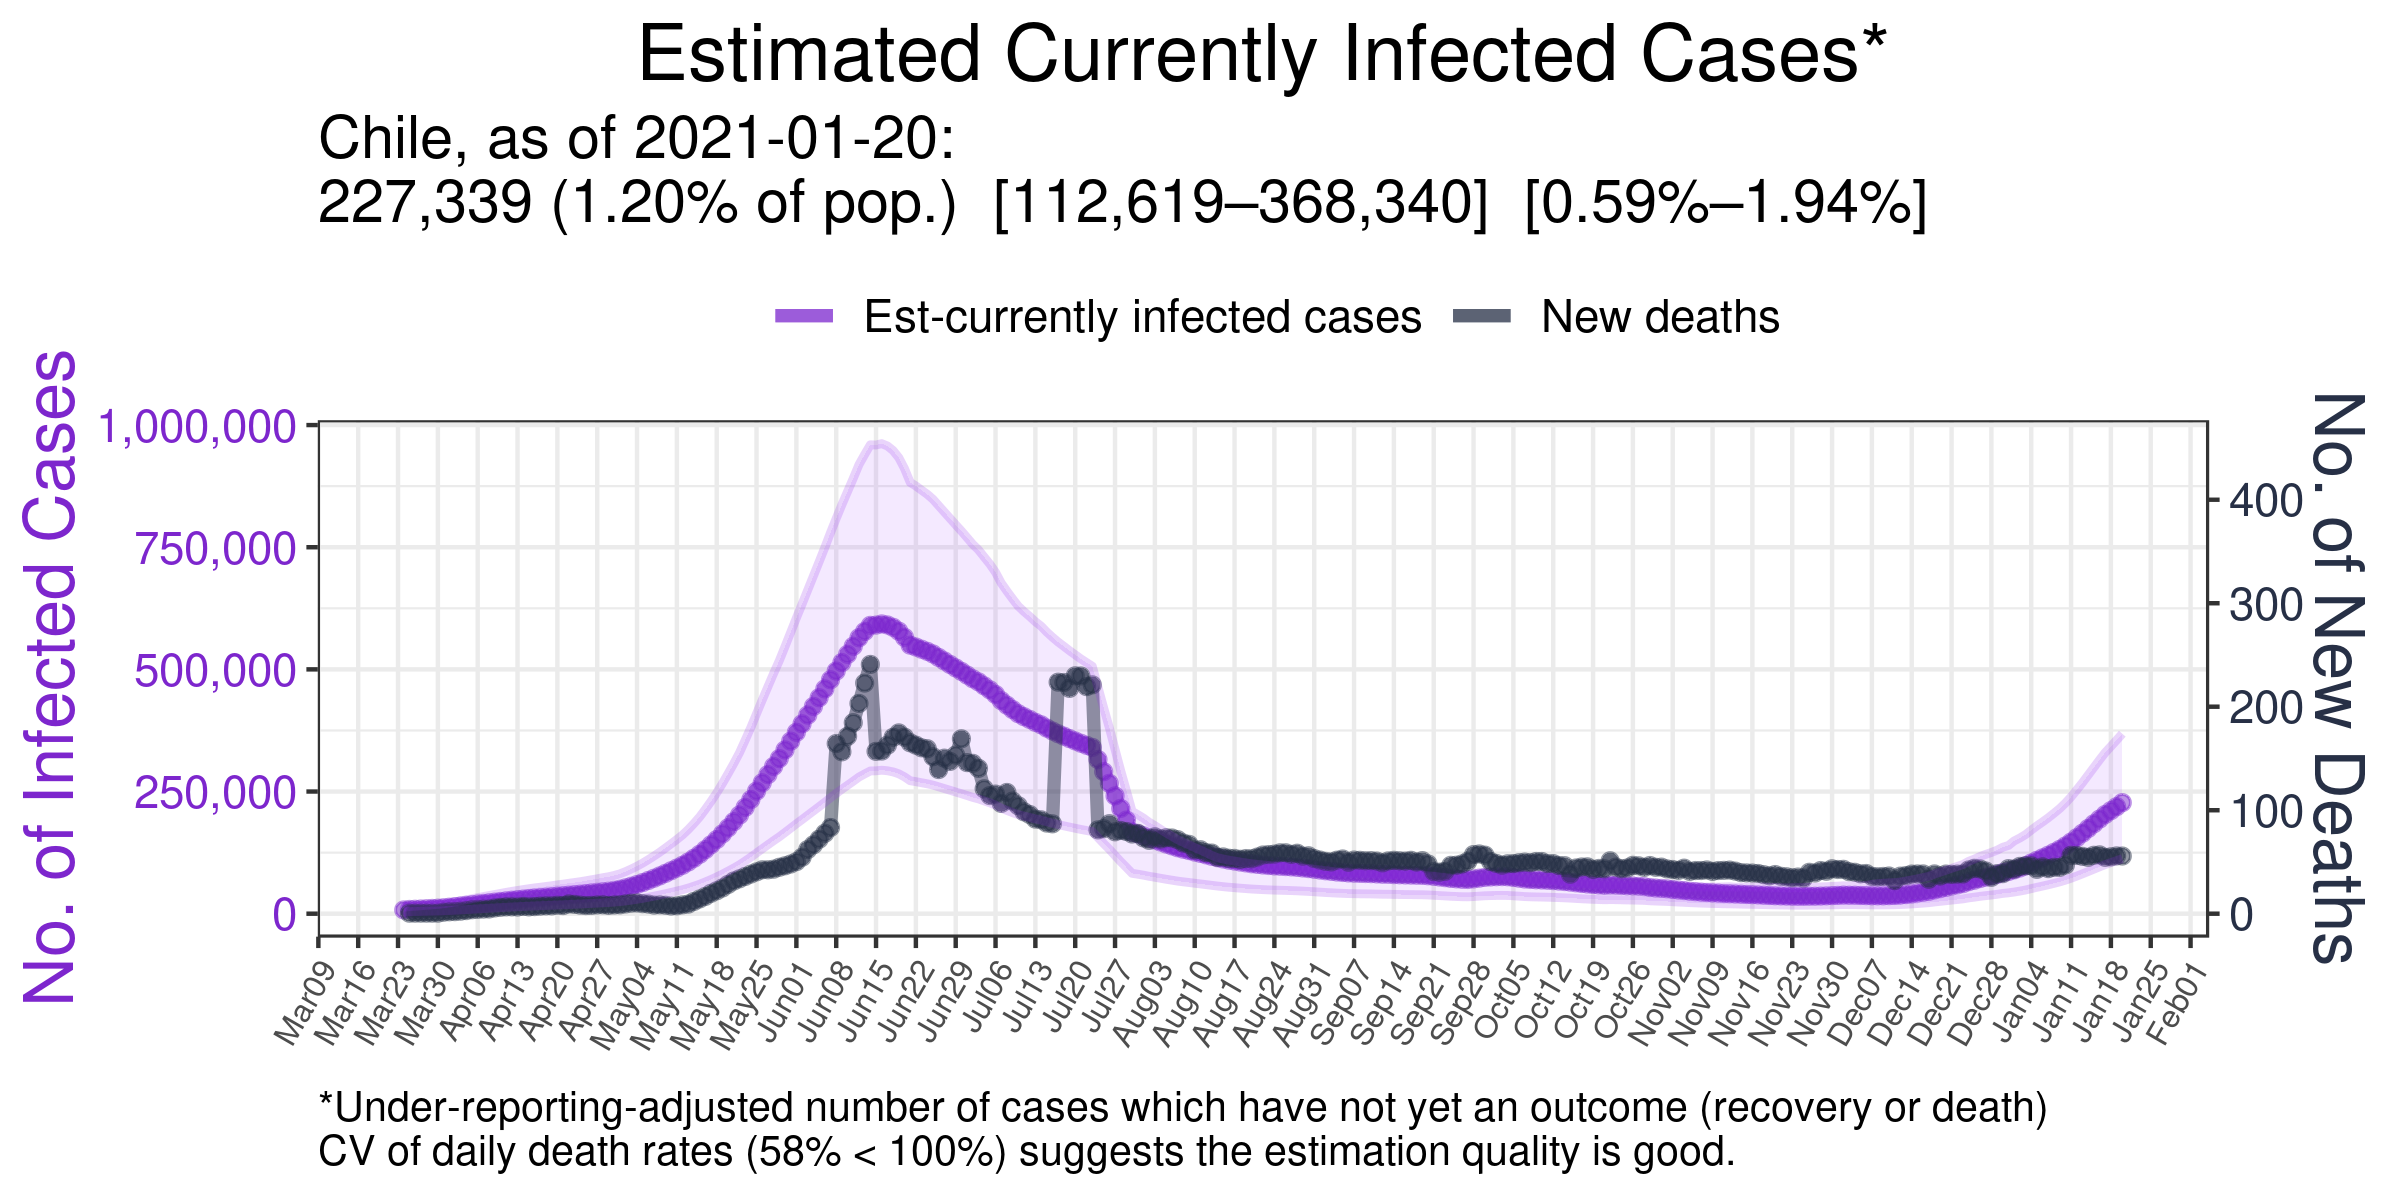 Estimated Currently Infected Cases*
Chile, as of 2021-01-20:
227,339 (1.20% of pop.) [112,619–368,340] [0.59%–1.94%]
Est-currently infected cases
New deaths
No. of Infected Cases
1,000,000
750,000
500,000
250,000
0
400
300
200
100
0
No. of New Deaths
Mar09
Mar16
Mar23
Mar30
Apr06
Apr13
Apr20
Apr27
May04
May11
May18
May25
Jun01
Jun08
Jun15
Jun22
Jun29
Jul06
Jul13
Jul20
Jul27
Aug03
Aug10
Aug17
Aug24
Aug31
Sep07
Sep14
Sep21
Sep28
Oct05
Oct12
Oct19
Oct26
Nov02
Nov09
Nov16
Nov23
Nov30
Dec07
Dec14
Dec21
Dec28
Jan04
Jan11
Jan18
Jan25
Feb01
*Under-reporting-adjusted number of cases which have not yet an outcome (recovery or death)
CV of daily death rates (58% < 100%) suggests the estimation quality is good.